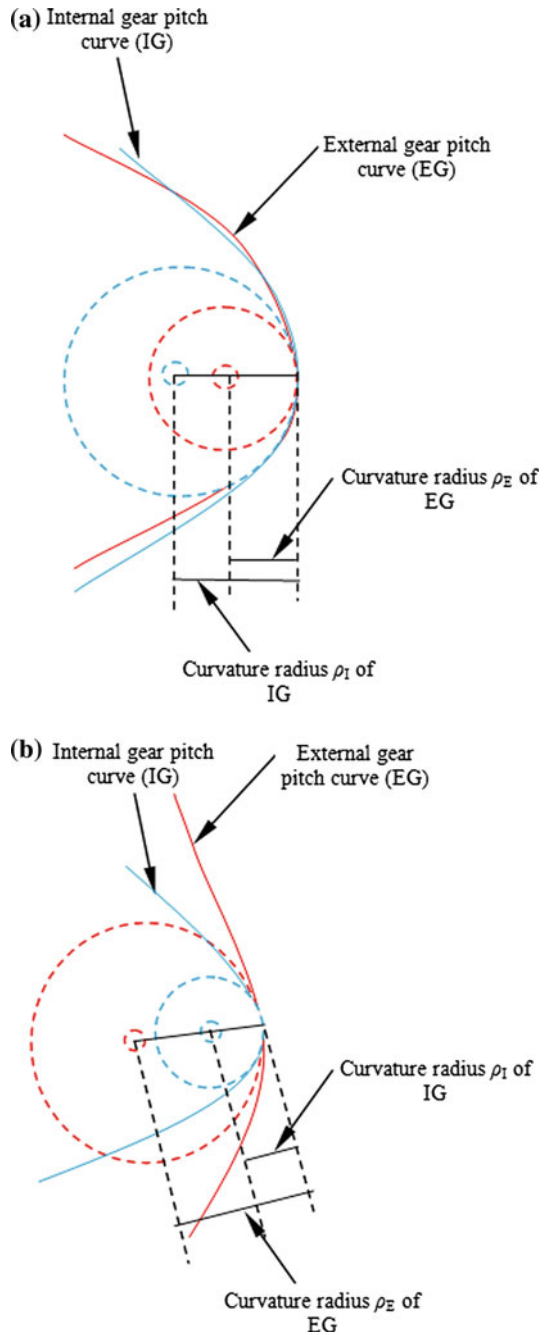 (a) Internal gear pitch
curve (IG)
External gear pitch
curve (EG)
Curvature radius ρE of
EG
Curvature radius ρI of
IG
(b) Internal gear pitch
curve (IG)
External gear
pitch curve (EG)
Curvature radius ρI of
IG
Curvature radius ρE of
EG